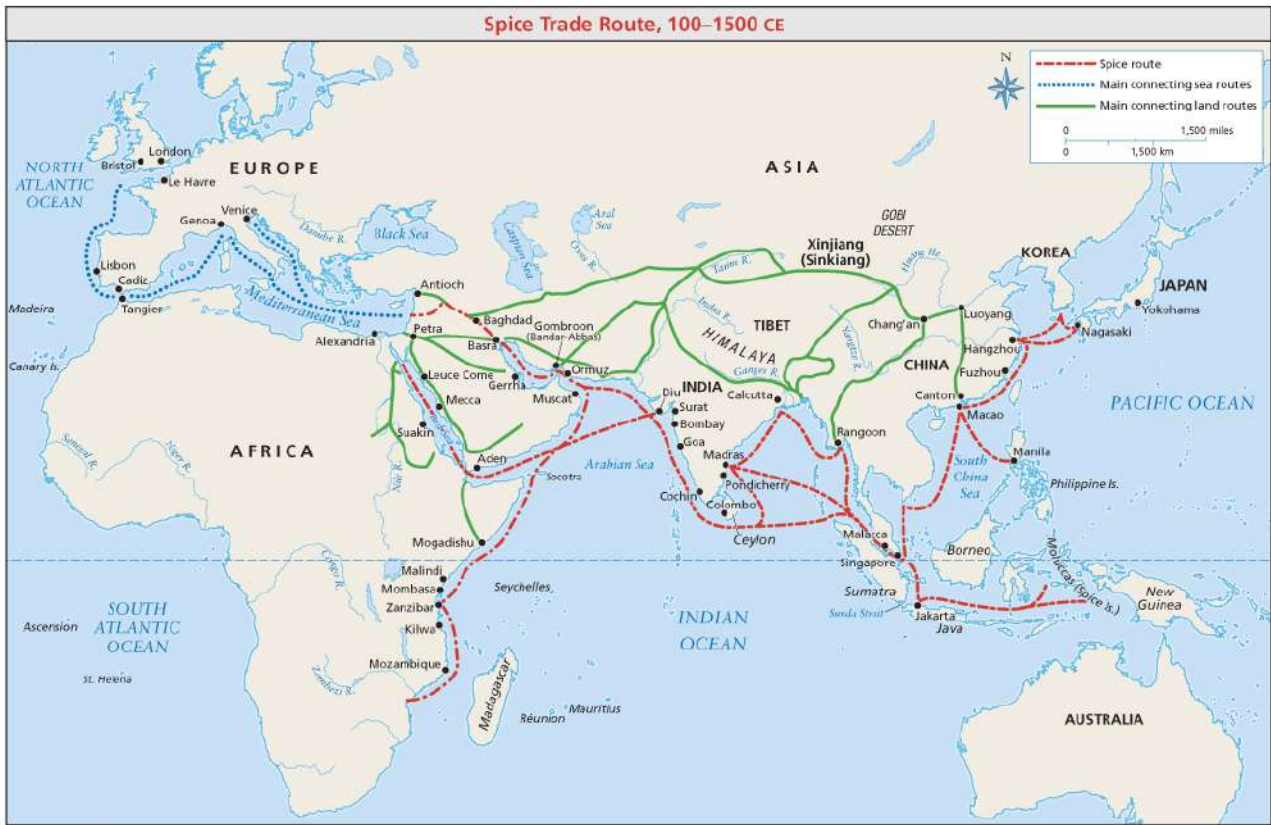 Spice Trade Route, 100–1500 CE
N
Spice route
Main connecting sea routes
Main connecting land routes
0 1,500 miles
0 1,500 km
NORTH
ATLANTIC
OCEAN
EUROPE
ASIA
London
Bristol
Le Havre
Venice
Genoa
Danube R.
Black Sea
Caspian Sea
Aral
Sea
Oxus R.
GOBI
DESERT
Xinjiang
(Sinkiang)
Tarim R.
Huang He
KOREA
JAPAN
Yokohama
Nagasaki
Lisbon
Cadiz
Tangier
Madeira
Mediterranean Sea
Antioch
Baghdad
Petra
Alexandria
Basra
Gombroon
(Bandar-Abbas)
Ormuz
Indus R.
HIMALAYA
TIBET
Ganges R.
Yangtze R.
Chang'an
Luoyang
CHINA
Hangzhou
Fuzhou
Canton
Macao
Canary Is.
Leuce Come
Gerrha
Muscat
Mecca
Suakin
Red Sea
Aden
INDIA
Diu
Surat
Bombay
Goa
Calcutta
Madras
Pondicherry
Cochin
Colombo
Ceylon
Rangoon
PACIFIC OCEAN
AFRICA
Senegal R.
Niger R.
Nile R.
Arabian Sea
Socotra
South
China
Sea
Manila
Philippine Is.
Mogadishu
Malindi
Mombasa
Zanzibar
Kilwa
Mozambique
Congo R.
Zambezi R.
Seychelles
Malacca
Singapore
Sumatra
Sunda Strait
Borneo
Jakarta
Java
Moluccas (Spice Is.)
New
Guinea
SOUTH
ATLANTIC
OCEAN
Ascension
St. Helena
INDIAN
OCEAN
Madagascar
Réunion
Mauritius
AUSTRALIA